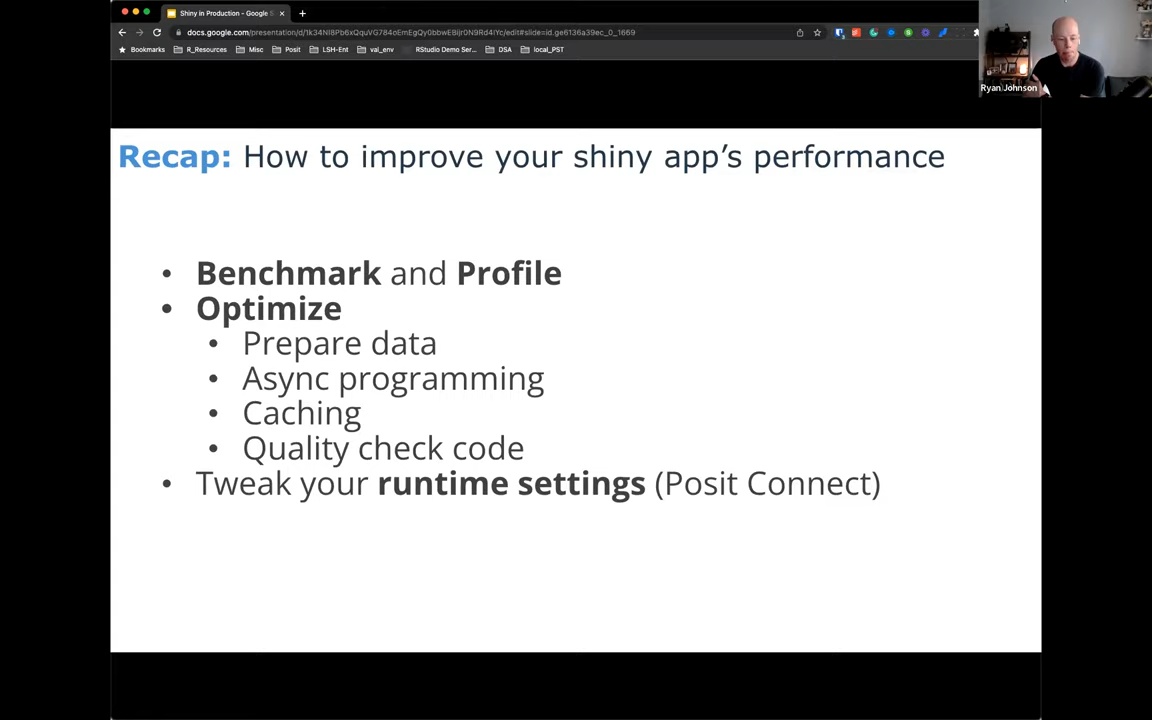 Shiny in Production - Google S
docs.google.com/presentation/d/1k34NI8Pb6xQquVG784oEmEgQy0bbwEBijr0N9Rd4iYc/edit#slide=id.ge6136a39ec_0_1669
Bookmarks R_Resources Misc Posit LSH-Ent vai_env RStudio Demo Ser... DSA local_PST
Ryan Johnson
Recap: How to improve your shiny app’s performance
• Benchmark and Profile
• Optimize
• Prepare data
• Async programming
• Caching
• Quality check code
• Tweak your runtime settings (Posit Connect)